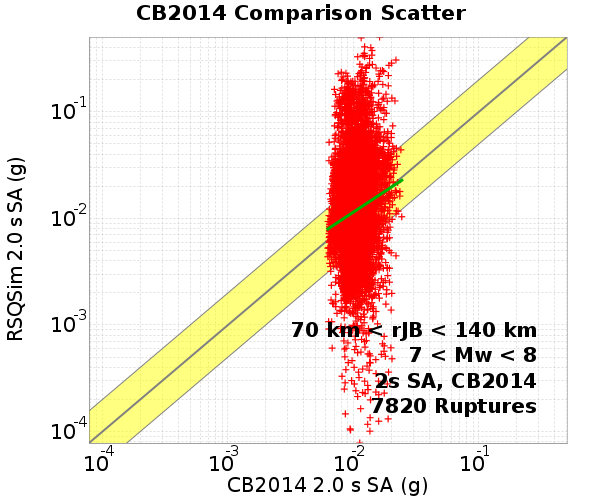 CB2014 Comparison Scatter
RSQSim 2.0 s SA (g)
10-1
10-2
10-3
10-4
70 km < rJB < 140 km
7 < Mw < 8
2s SA, CB2014
7820 Ruptures
10-4 10-3 10-2 10-1
CB2014 2.0 s SA (g)